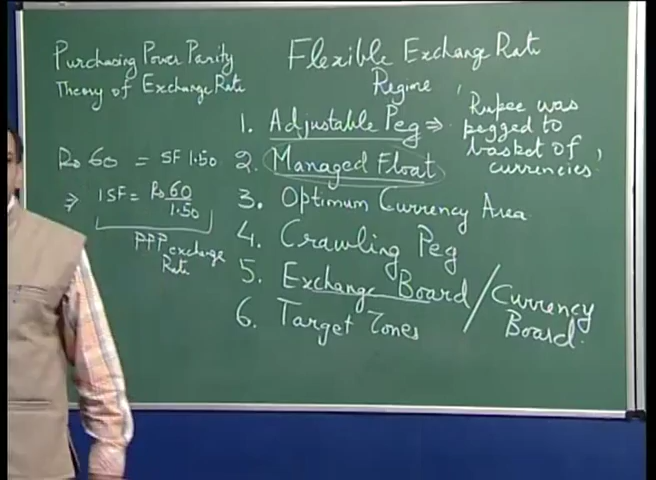 Purchasing Power Parity
Theory of Exchange Rate
Rs 60 = SF 1.50
⇒ 1SF = Rs 60
1.50
PPP exchange
Rate
Flexible Exchange Rate
Regime
1. Adjustable Peg ⇒
'Rupee was
pegged to
basket of
currencies'
2. Managed Float
3. Optimum Currency Area
4. Crawling Peg
5. Exchange Board / Currency
Board
6. Target Zones